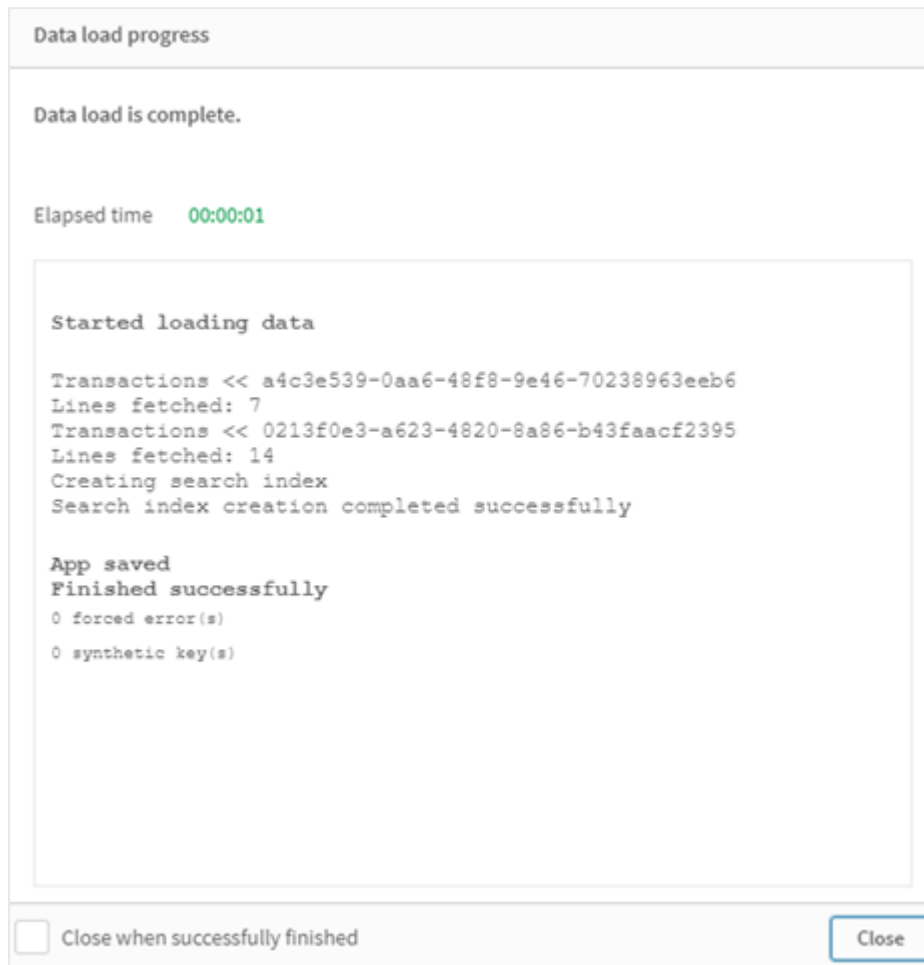 Data load progress
Data load is complete.
Elapsed time 00:00:01
Started loading data
Transactions << a4c3e539-0aa6-48f8-9e46-70238963eeb6
Lines fetched: 7
Transactions << 0213f0e3-a623-4820-8a86-b43faacf2395
Lines fetched: 14
Creating search index
Search index creation completed successfully
App saved
Finished successfully
0 forced error(s)
0 synthetic key(s)
Close when successfully finished
Close